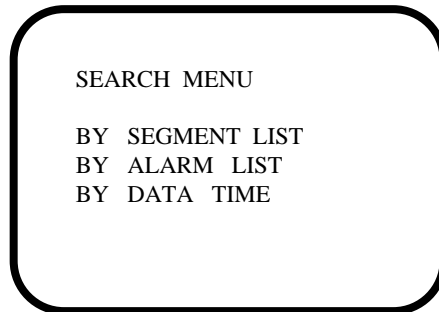 SEARCH MENU
BY SEGMENT LIST
BY ALARM LIST
BY DATA TIME